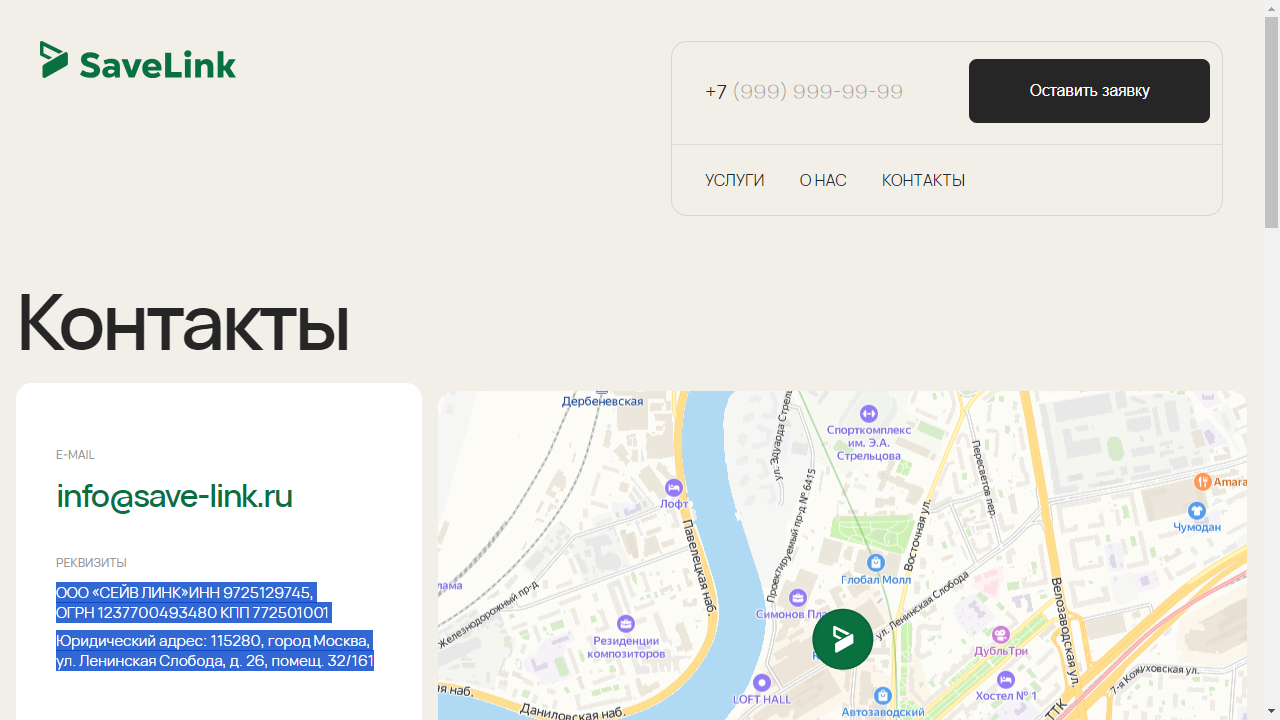 SaveLink
+7 (999) 999-99-99
Оставить заявку
УСЛУГИ О НАС КОНТАКТЫ
Контакты
E-MAIL
info@save-link.ru
РЕКВИЗИТЫ
ООО «СЕЙВ ЛИНК»ИНН 9725129745,
ОГРН 1237700493480 КПП 772501001
Юридический адрес: 115280, город Москва,
ул. Ленинская Слобода, д. 26, помещ. 32/161
Дербеневская
Спорткомплекс
им. Э.А.
Стрельцова
ул. Эдуарда Стрел
Пересветов пер.
Amara
Чумодан
Лофт
Павелецкая наб.
Проектируемый пр-д № 6415
Восточная ул.
Глобал Молл
лама
Железнодорожный пр-д
Симонов Пла
ул. Ленинская Слобода
Велозаводская ул.
Резиденции
композиторов
ДубльТри
7-я Кожуховская ул.
LOFT HALL
Хостел № 1
Автозаводский
ТТК
я наб.
Даниловская наб.